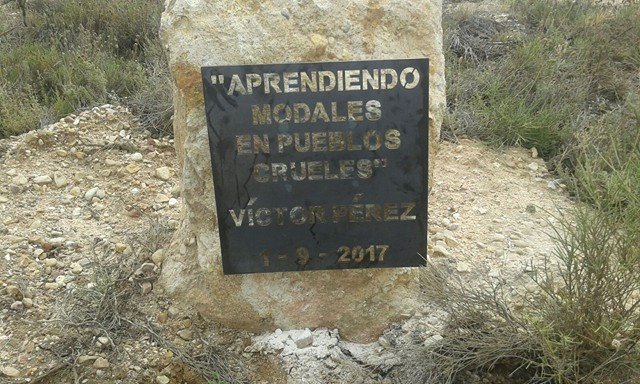 "APRENDIENDO
MODALES
EN PUEBLOS
CRUELES"
VÍCTOR PÉREZ
1 - 9 - 2017